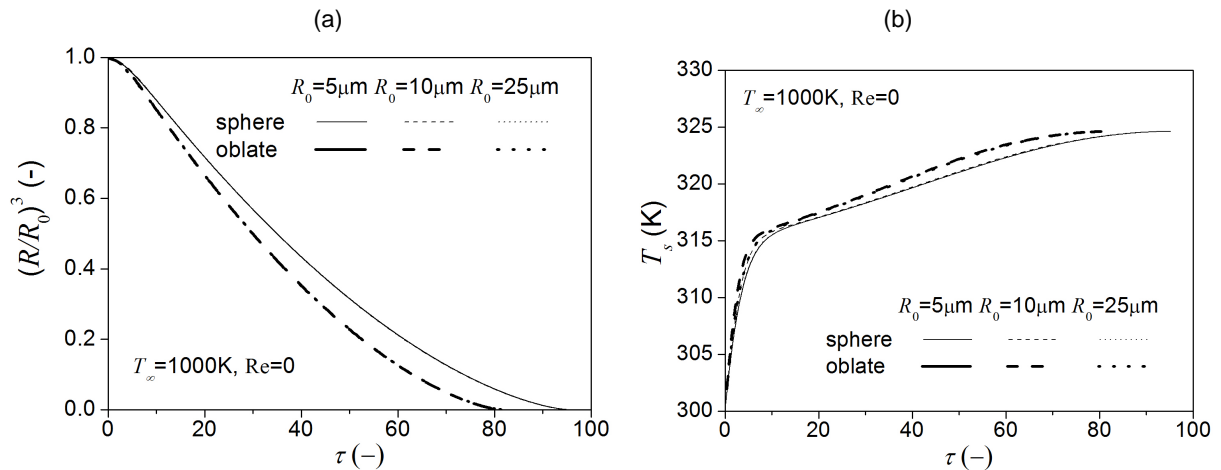 (a)
1.0
0.8
0.6
0.4
0.2
0.0
(R/R₀)³ (-)
R₀=5μm R₀=10μm R₀=25μm
sphere
oblate
T∞=1000K, Re=0
0 20 40 60 80 100
τ (–)
(b)
330
325
320
315
310
305
300
Tₛ (K)
T∞=1000K, Re=0
R₀=5μm R₀=10μm R₀=25μm
sphere
oblate
0 20 40 60 80 100
τ (–)